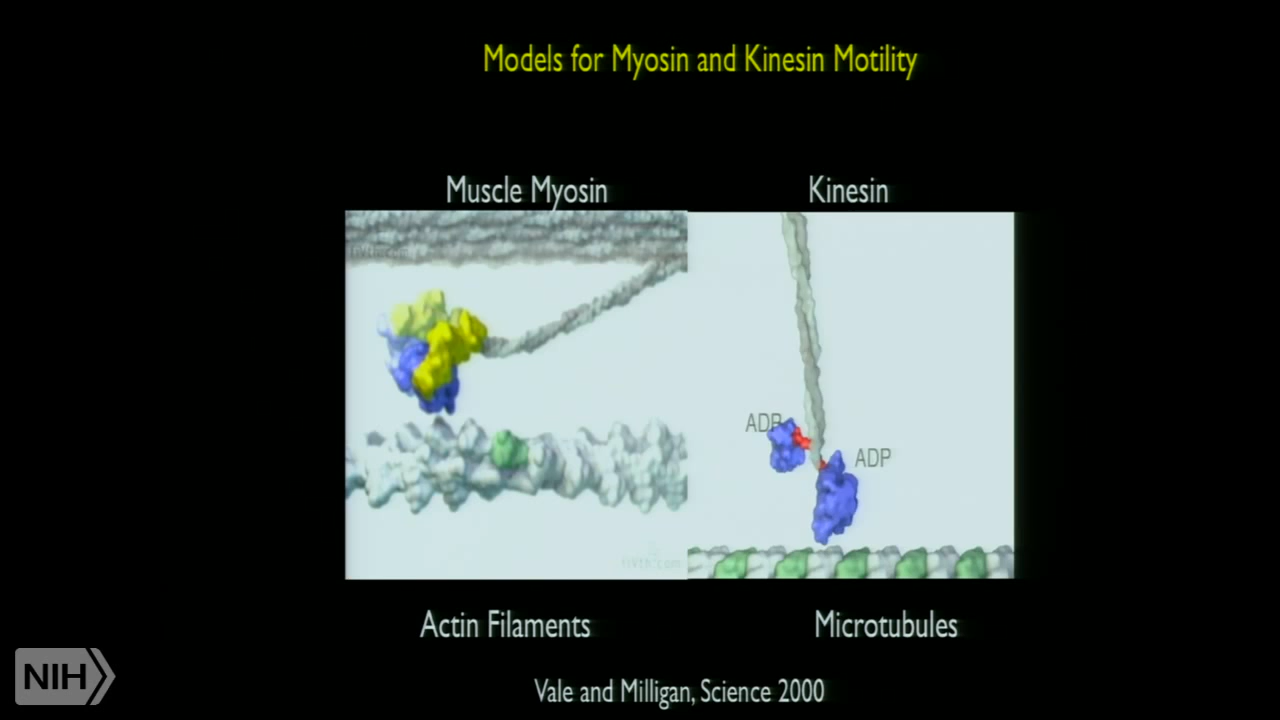 Models for Myosin and Kinesin Motility
Muscle Myosin
Kinesin
ADP
ADP
Actin Filaments
Microtubules
NIH
Vale and Milligan, Science 2000